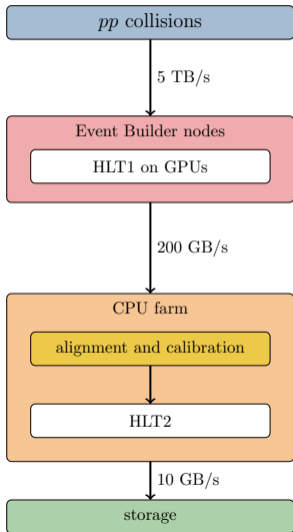 pp collisions
5 TB/s
Event Builder nodes
HLT1 on GPUs
200 GB/s
CPU farm
alignment and calibration
HLT2
10 GB/s
storage